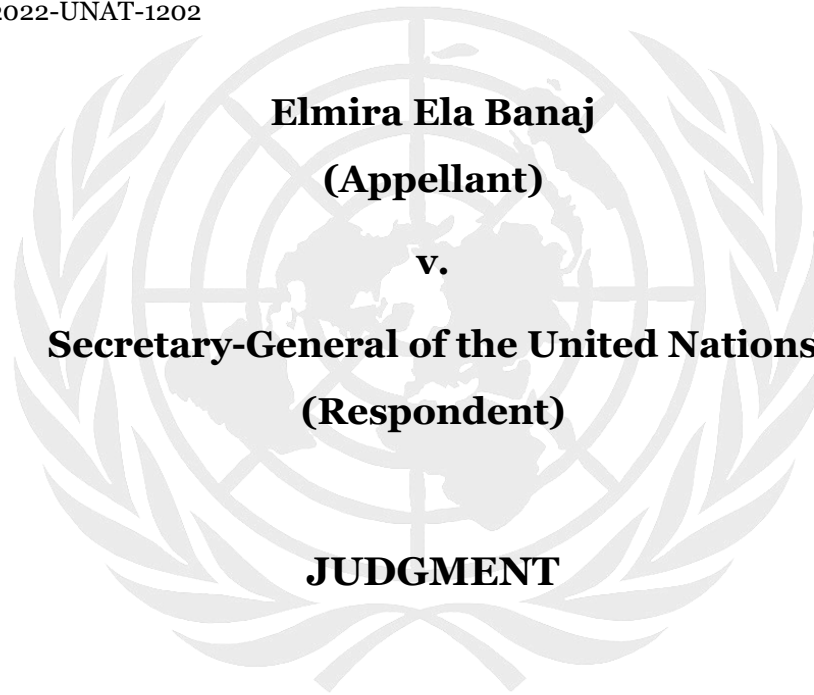 2022-UNAT-1202
Elmira Ela Banaj
(Appellant)
v.
Secretary-General of the United Nations
(Respondent)
JUDGMENT